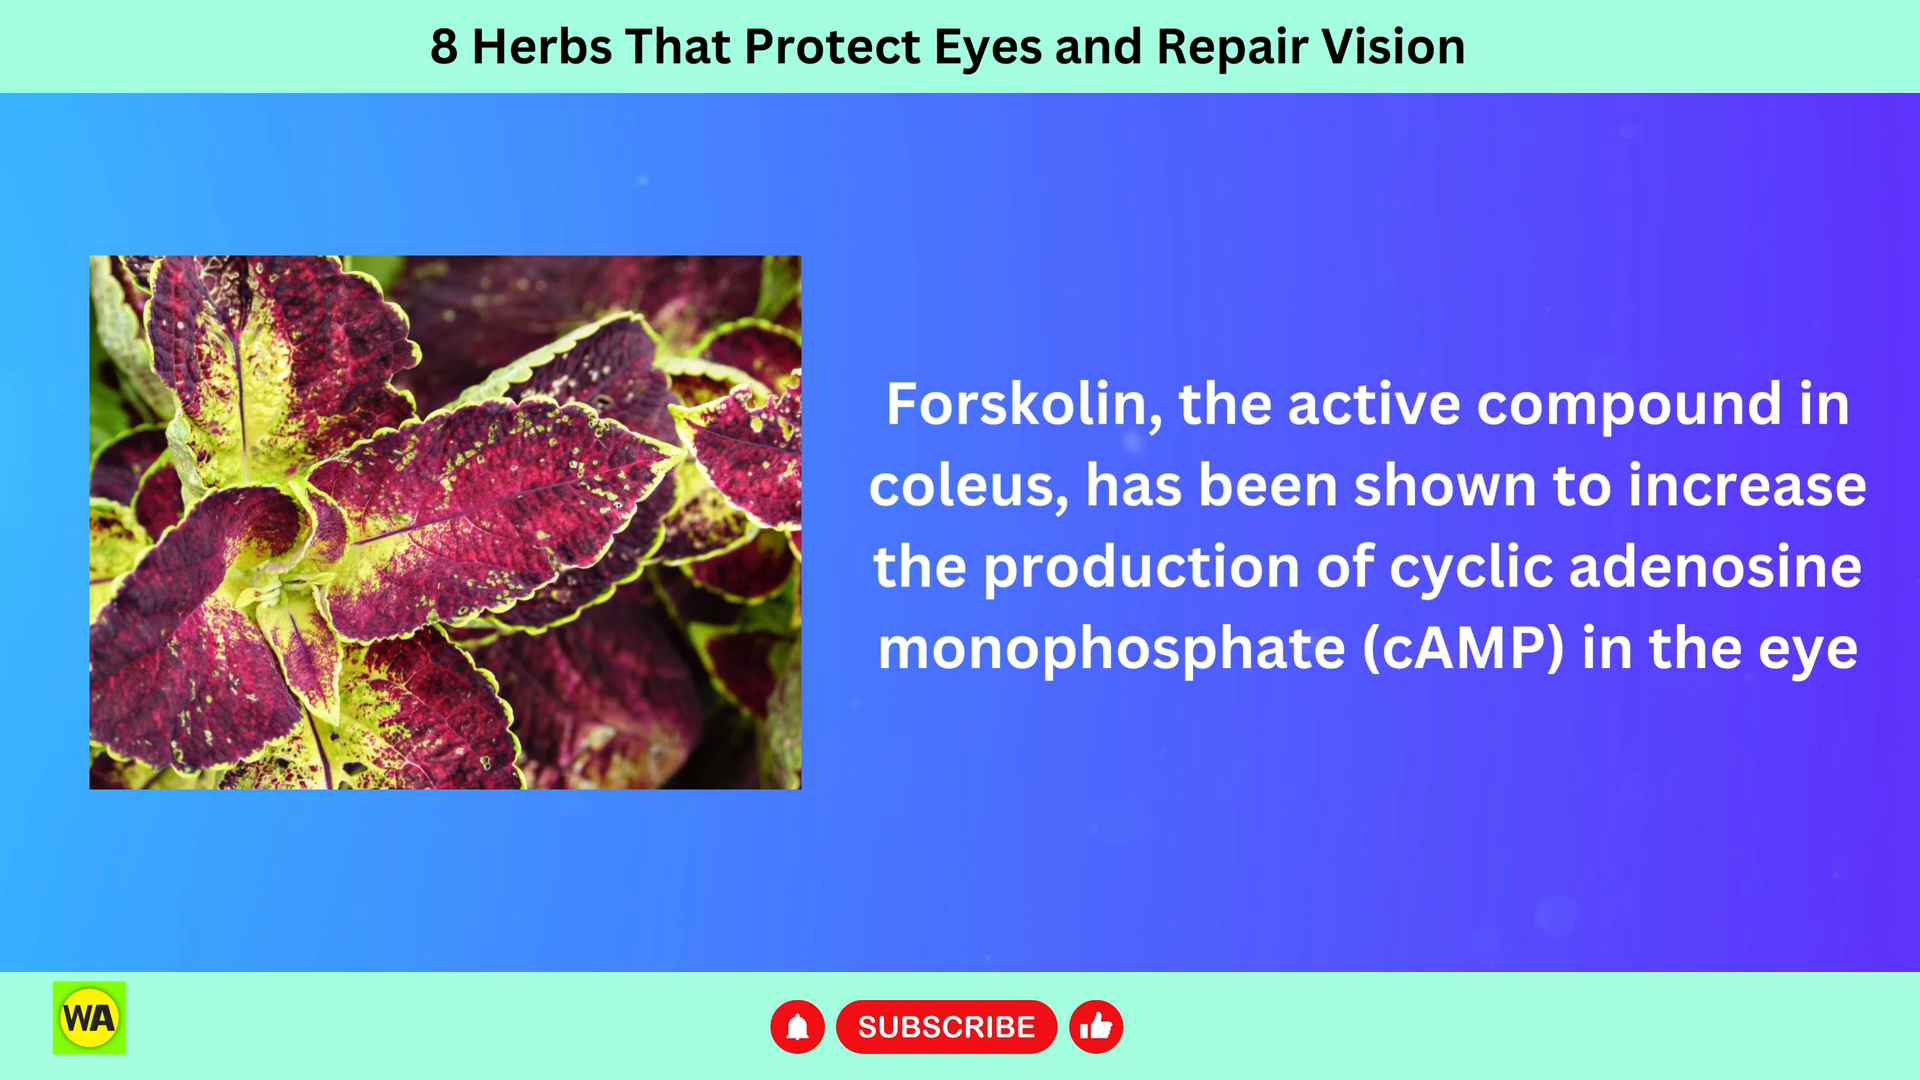 8 Herbs That Protect Eyes and Repair Vision
Forskolin, the active compound in
coleus, has been shown to increase
the production of cyclic adenosine
monophosphate (cAMP) in the eye
WA
SUBSCRIBE